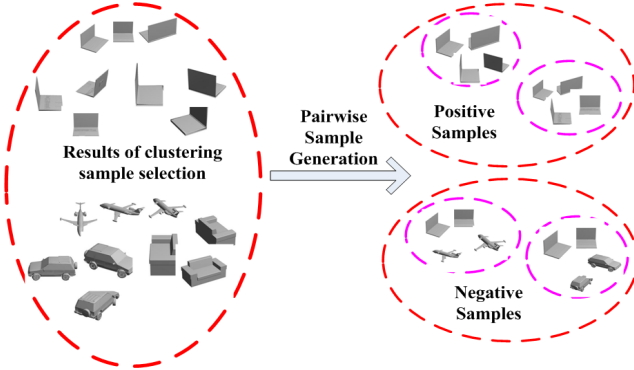 Results of clustering
sample selection
Pairwise
Sample
Generation
Positive
Samples
Negative
Samples